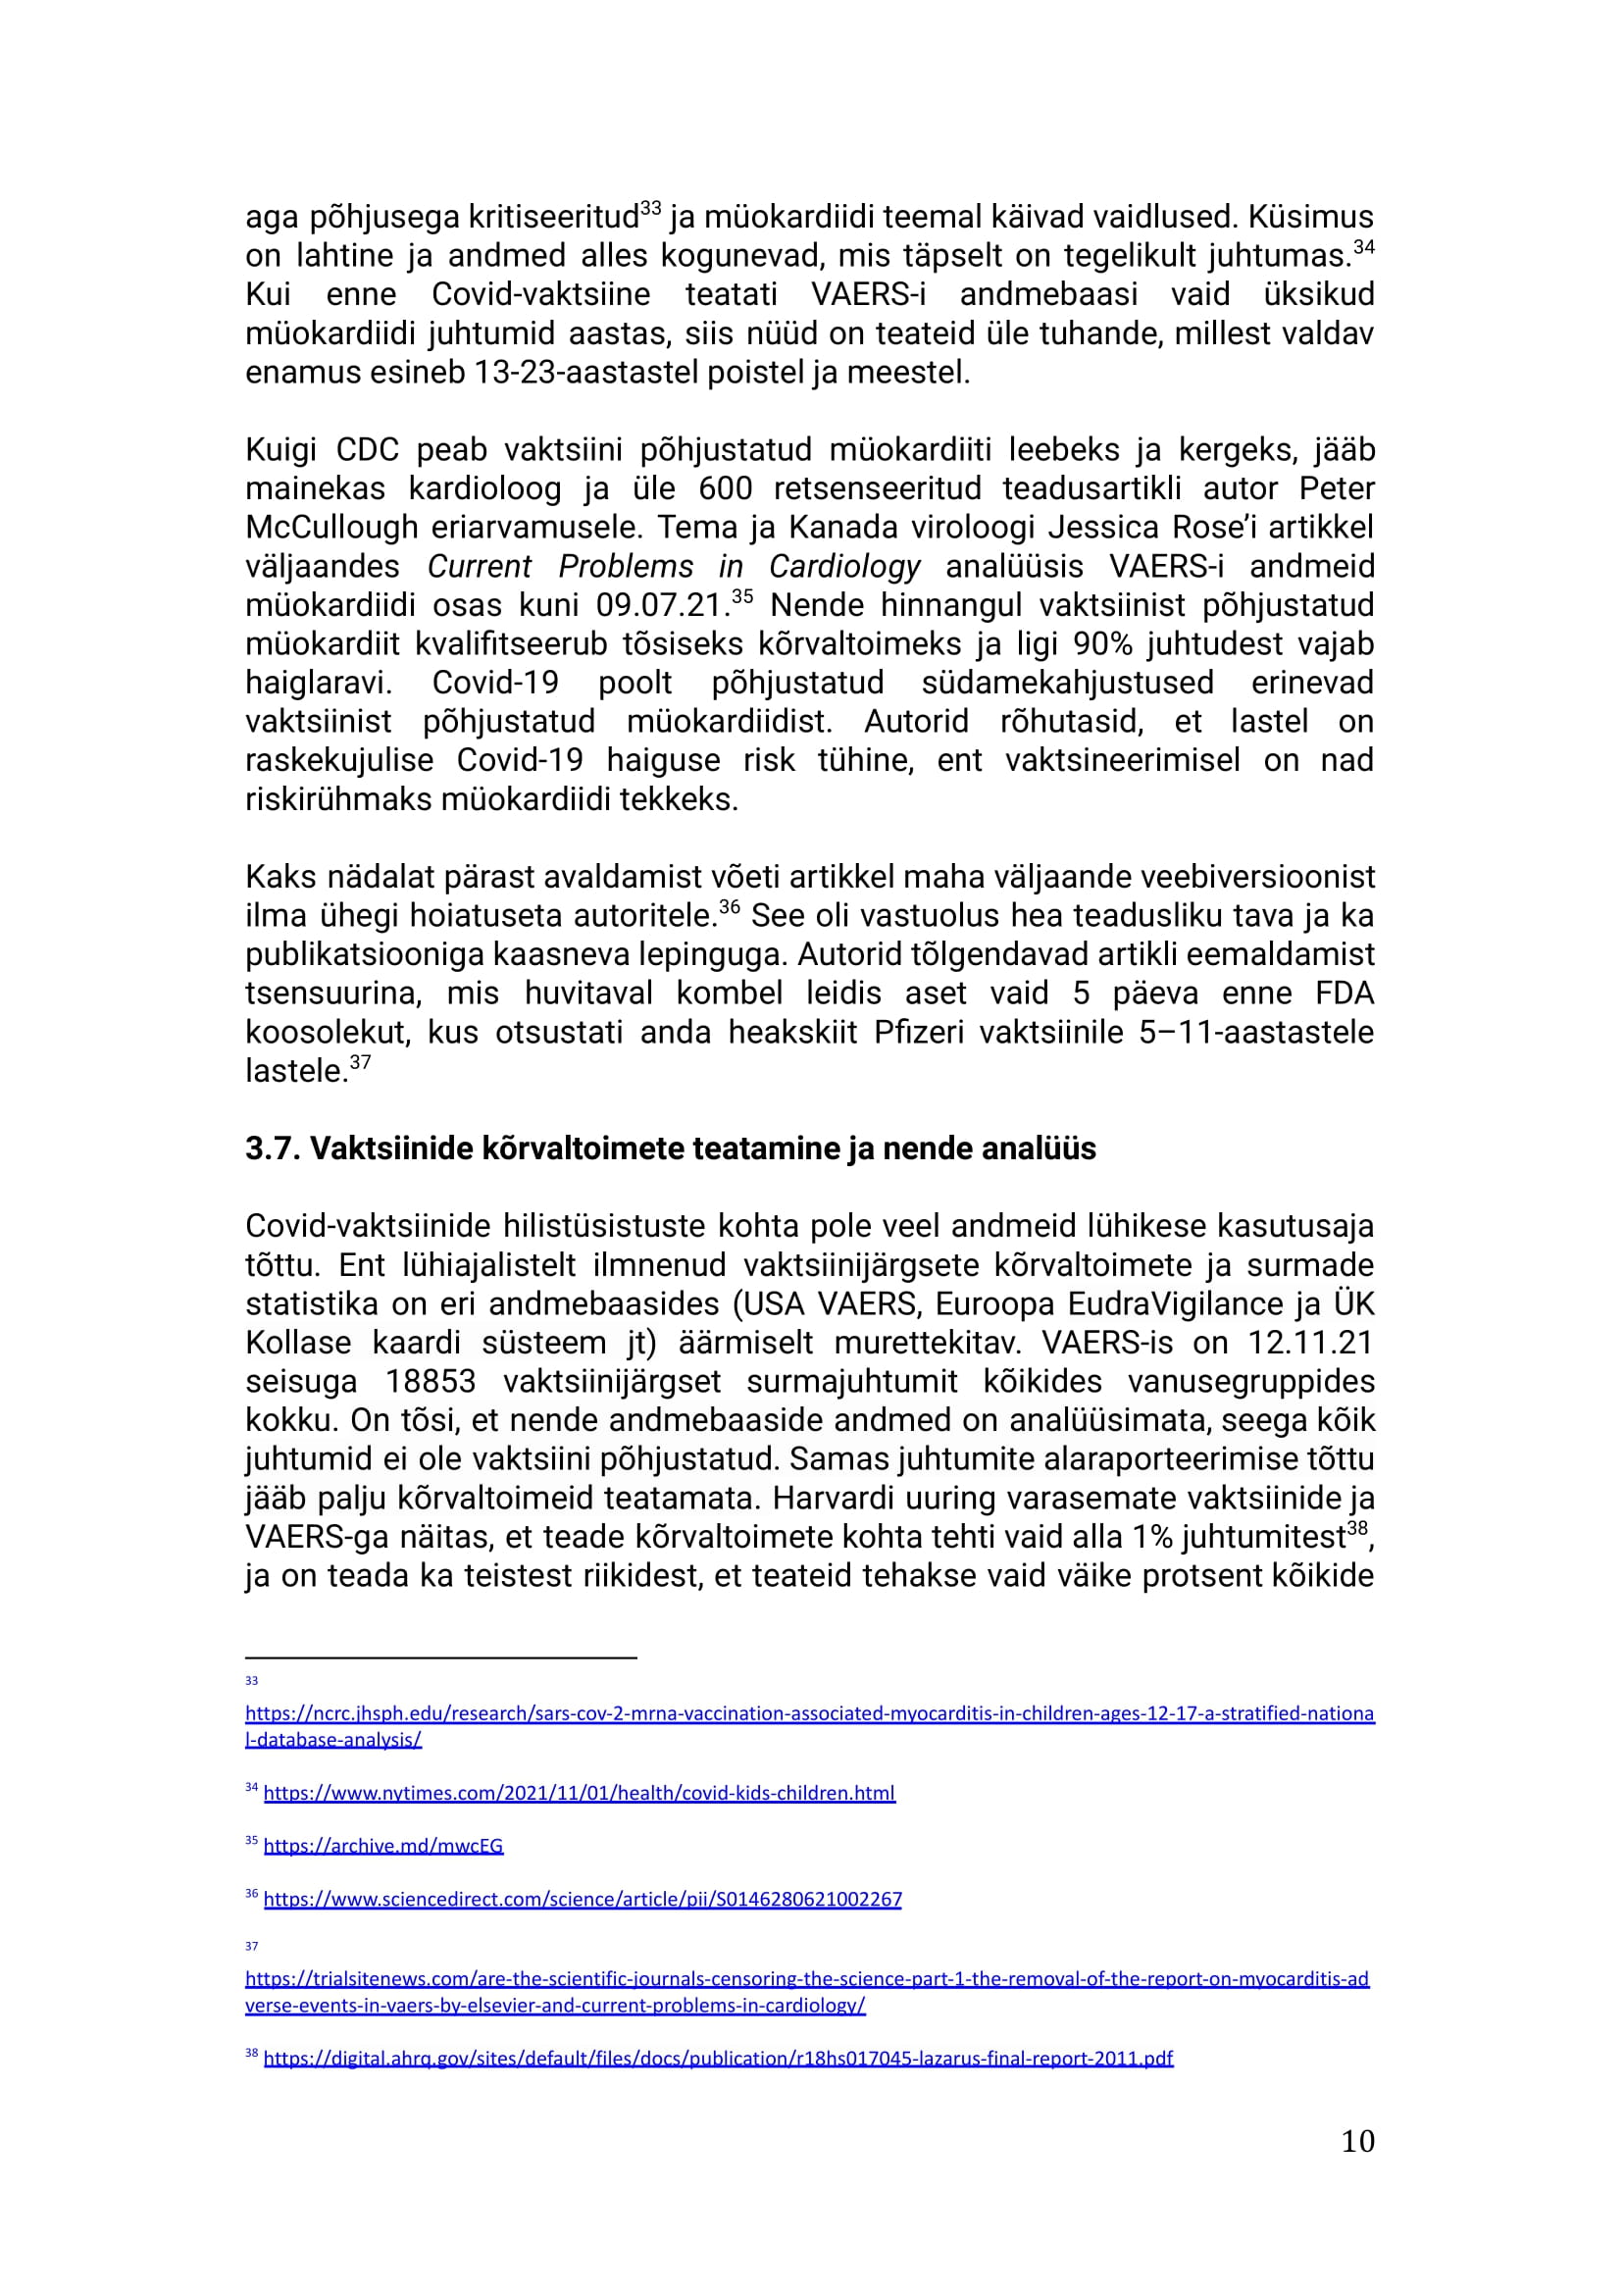 aga põhjusega kritiseeritud33 ja müokardiidi teemal käivad vaidlused. Küsimus
on lahtine ja andmed alles kogunevad, mis täpselt on tegelikult juhtumas.34
Kui enne Covid-vaktsiine teatati VAERS-i andmebaasi vaid üksikud
müokardiidi juhtumid aastas, siis nüüd on teateid üle tuhande, millest valdav
enamus esineb 13-23-aastastel poistel ja meestel.
Kuigi CDC peab vaktsiini põhjustatud müokardiiti leebeks ja kergeks, jääb
mainekas kardioloog ja üle 600 retsenseeritud teadusartikli autor Peter
McCullough eriarvamusele. Tema ja Kanada viroloogi Jessica Rose’i artikkel
väljaandes Current Problems in Cardiology analüüsis VAERS-i andmeid
müokardiidi osas kuni 09.07.21.35 Nende hinnangul vaktsiinist põhjustatud
müokardiit kvalifitseerub tõsiseks kõrvaltoimeks ja ligi 90% juhtudest vajab
haiglaravi. Covid-19 poolt põhjustatud südamekahjustused erinevad
vaktsiinist põhjustatud müokardiidist. Autorid rõhutasid, et lastel on
raskekujulise Covid-19 haiguse risk tühine, ent vaktsineerimisel on nad
riskirühmaks müokardiidi tekkeks.
Kaks nädalat pärast avaldamist võeti artikkel maha väljaande veebiversioonist
ilma ühegi hoiatuseta autoritele.36 See oli vastuolus hea teadusliku tava ja ka
publikatsiooniga kaasneva lepinguga. Autorid tõlgendavad artikli eemaldamist
tsensuurina, mis huvitaval kombel leidis aset vaid 5 päeva enne FDA
koosolekut, kus otsustati anda heakskiit Pfizeri vaktsiinile 5–11-aastastele
lastele.37
3.7. Vaktsiinide kõrvaltoimete teatamine ja nende analüüs
Covid-vaktsiinide hilistüsistuste kohta pole veel andmeid lühikese kasutusaja
tõttu. Ent lühiajalistelt ilmnenud vaktsiinijärgsete kõrvaltoimete ja surmade
statistika on eri andmebaasides (USA VAERS, Euroopa EudraVigilance ja ÜK
Kollase kaardi süsteem jt) äärmiselt murettekitav. VAERS-is on 12.11.21
seisuga 18853 vaktsiinijärgset surmajuhtumit kõikides vanusegruppides
kokku. On tõsi, et nende andmebaaside andmed on analüüsimata, seega kõik
juhtumid ei ole vaktsiini põhjustatud. Samas juhtumite alaraporteerimise tõttu
jääb palju kõrvaltoimeid teatamata. Harvardi uuring varasemate vaktsiinide ja
VAERS-ga näitas, et teade kõrvaltoimete kohta tehti vaid alla 1% juhtumitest38,
ja on teada ka teistest riikidest, et teateid tehakse vaid väike protsent kõikide
33
https://ncrc.jhsph.edu/research/sars-cov-2-mrna-vaccination-associated-myocarditis-in-children-ages-12-17-a-stratified-nationa
l-database-analysis/
34 https://www.nytimes.com/2021/11/01/health/covid-kids-children.html
35 https://archive.md/mwcEG
36 https://www.sciencedirect.com/science/article/pii/S0146280621002267
37
https://trialsitenews.com/are-the-scientific-journals-censoring-the-science-part-1-the-removal-of-the-report-on-myocarditis-ad
verse-events-in-vaers-by-elsevier-and-current-problems-in-cardiology/
38 https://digital.ahrq.gov/sites/default/files/docs/publication/r18hs017045-lazarus-final-report-2011.pdf
10